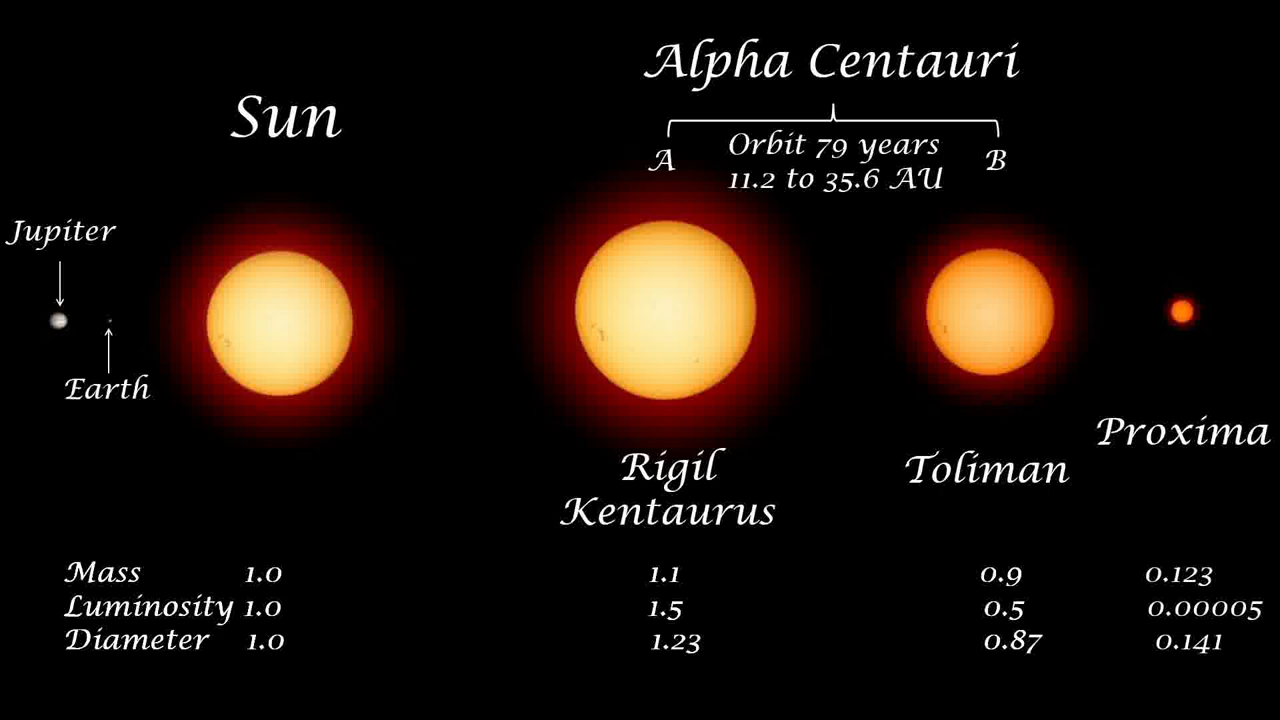 Alpha Centauri
Sun
A
Orbit 79 years
B
11.2 to 35.6 AU
Jupiter
Earth
Proxima
Rigil
Kentaurus
Toliman
Mass 1.0 1.1 0.9 0.123
Luminosity 1.0 1.5 0.5 0.00005
Diameter 1.0 1.23 0.87 0.141